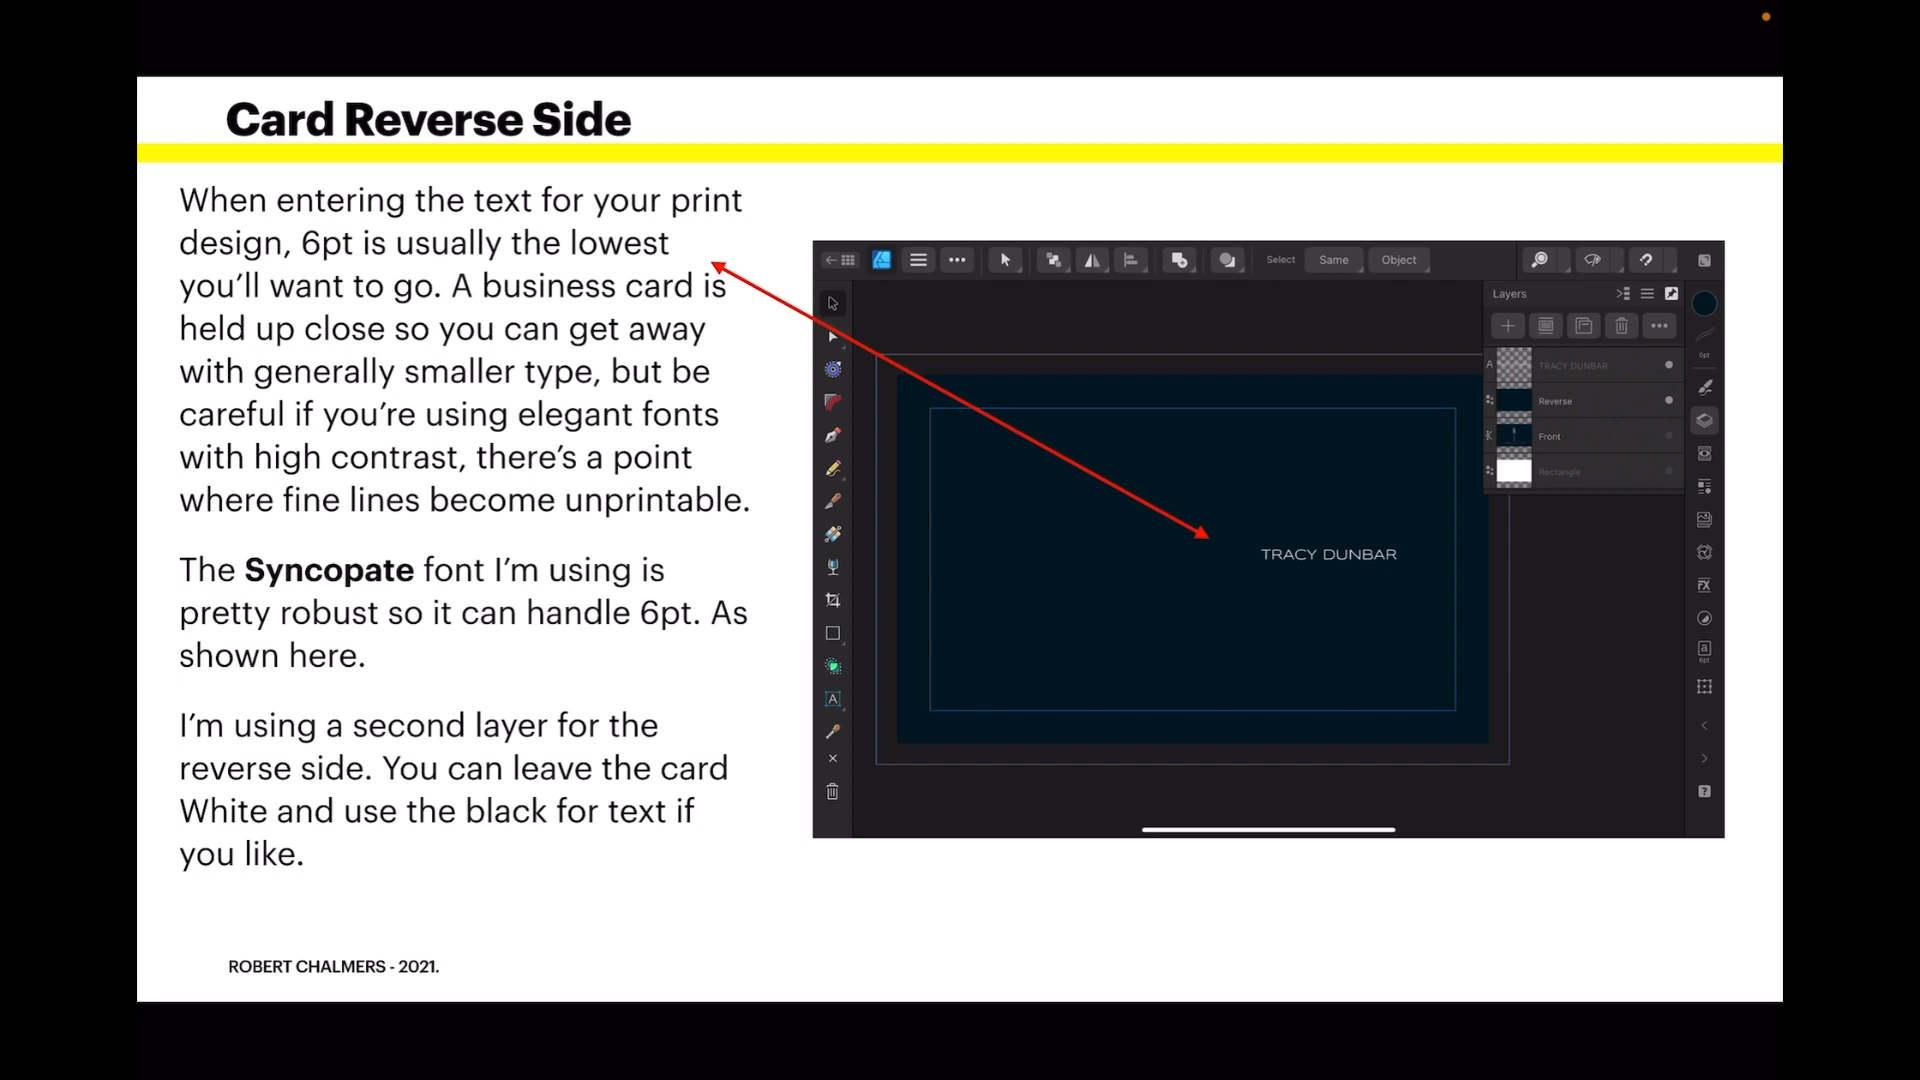 Card Reverse Side
When entering the text for your print
design, 6pt is usually the lowest
you’ll want to go. A business card is
held up close so you can get away
with generally smaller type, but be
careful if you’re using elegant fonts
with high contrast, there’s a point
where fine lines become unprintable.
The Syncopate font I’m using is
pretty robust so it can handle 6pt. As
shown here.
I’m using a second layer for the
reverse side. You can leave the card
White and use the black for text if
you like.
Select Same Object
Layers
0pt
A TRACY DUNBAR
Reverse
Front
Rectangle
TRACY DUNBAR
FX
a
6pt
A
ROBERT CHALMERS - 2021.